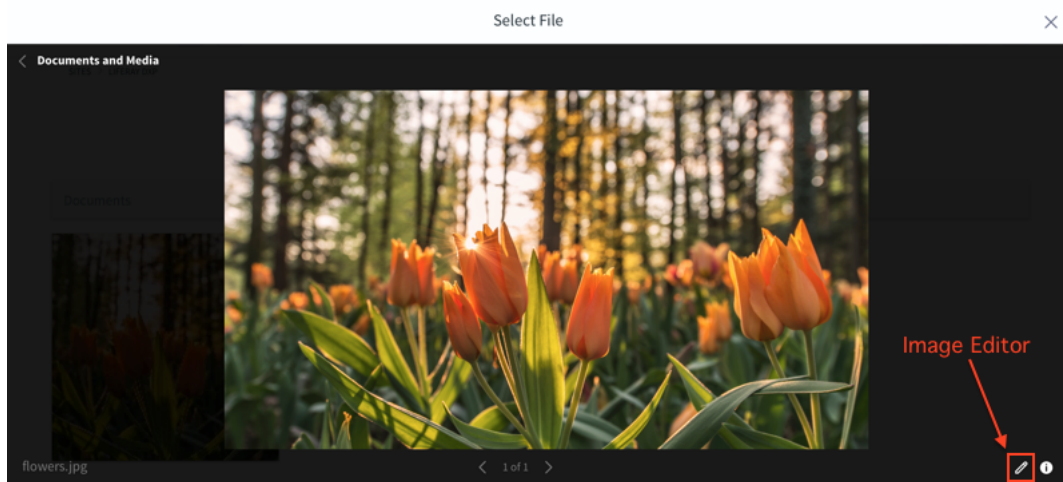 Select File
Documents and Media
Documents
Image Editor
flowers.jpg
1 of 1